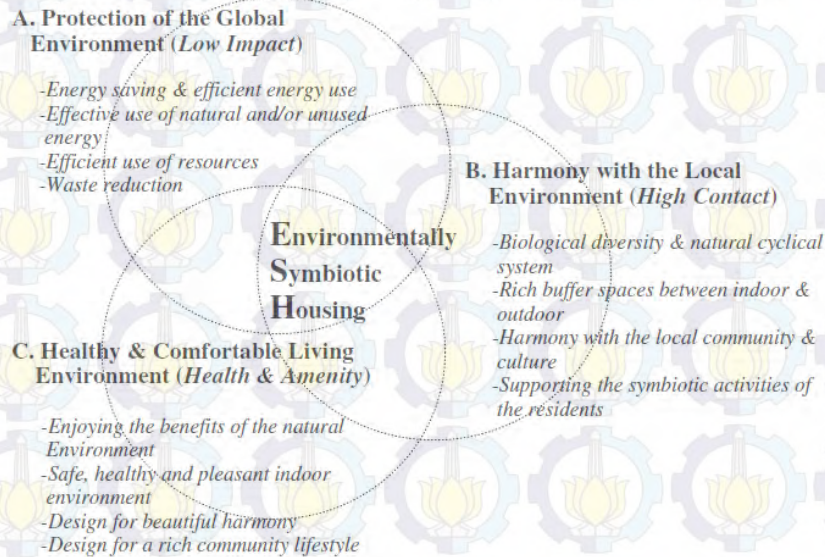 A. Protection of the Global
Environment (Low Impact)
-Energy saving & efficient energy use
-Effective use of natural and/or unused
energy
-Efficient use of resources
-Waste reduction
B. Harmony with the Local
Environment (High Contact)
-Biological diversity & natural cyclical
system
-Rich buffer spaces between indoor &
outdoor
-Harmony with the local community &
culture
-Supporting the symbiotic activities of
the residents
Environmentally
Symbiotic
Housing
C. Healthy & Comfortable Living
Environment (Health & Amenity)
-Enjoying the benefits of the natural
Environment
-Safe, healthy and pleasant indoor
environment
-Design for beautiful harmony
-Design for a rich community lifestyle